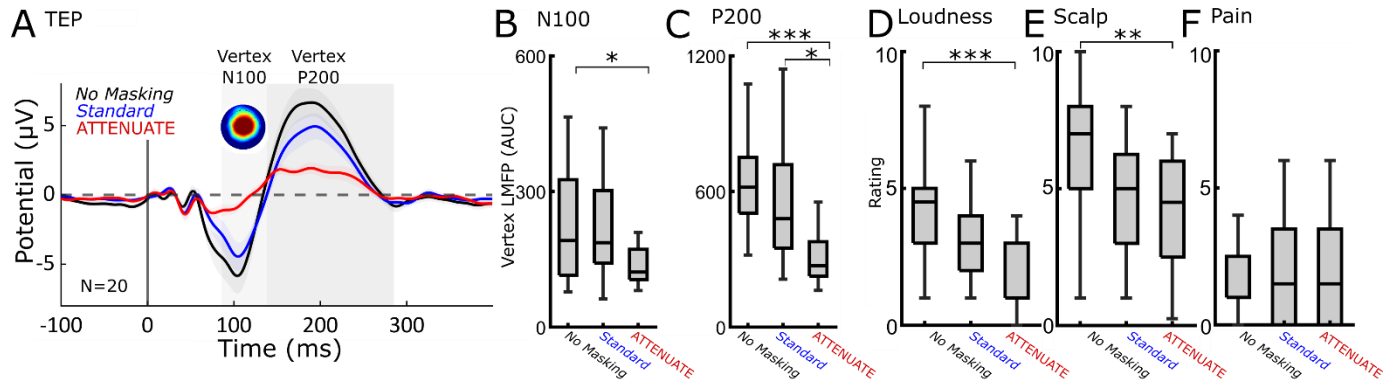 A TEP
Vertex
N100
Vertex
P200
No Masking
Standard
ATTENUATE
Potential (µV)
5
0
-5
N=20
-100
0
100
200
300
Time (ms)
B N100
*
Vertex LMFP (AUC)
600
300
0
No Masking
Standard
ATTENUATE
C P200
***
*
1200
600
0
No Masking
Standard
ATTENUATE
D Loudness
***
Rating
10
5
0
No Masking
Standard
ATTENUATE
E Scalp
**
10
5
0
No Masking
Standard
ATTENUATE
F Pain
10
5
0
No Masking
Standard
ATTENUATE